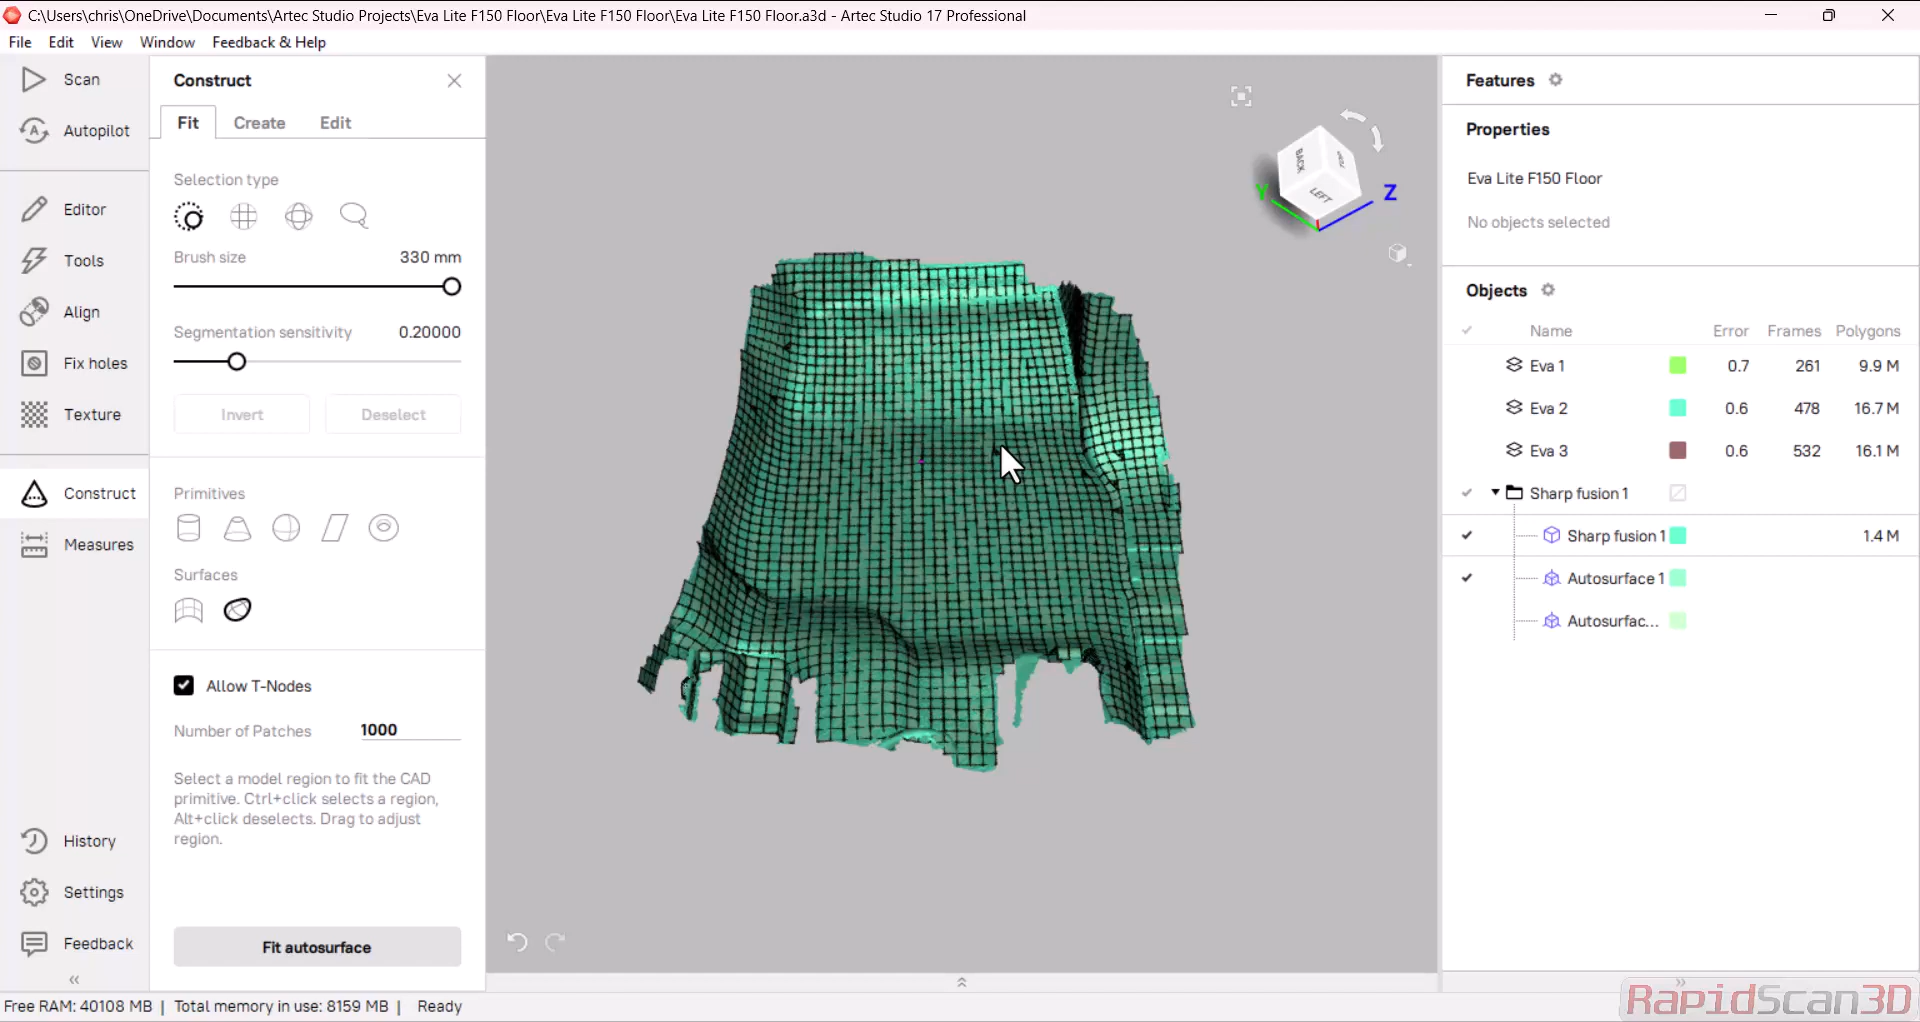 C:\Users\chris\OneDrive\Documents\Artec Studio Projects\Eva Lite F150 Floor\Eva Lite F150 Floor\Eva Lite F150 Floor.a3d - Artec Studio 17 Professional
File Edit View Window Feedback & Help
Scan
Autopilot
Editor
Tools
Align
Fix holes
Texture
Construct
Measures
History
Settings
Feedback
Construct
Fit Create Edit
Selection type
Brush size 330 mm
Segmentation sensitivity 0.20000
Invert Deselect
Primitives
Surfaces
Allow T-Nodes
Number of Patches 1000
Select a model region to fit the CAD
primitive. Ctrl+click selects a region,
Alt+click deselects. Drag to adjust
region.
Fit autosurface
BACK
LEFT
Y
Z
Features
Properties
Eva Lite F150 Floor
No objects selected
Objects
Name Error Frames Polygons
Eva 1 0.7 261 9.9 M
Eva 2 0.6 478 16.7 M
Eva 3 0.6 532 16.1 M
Sharp fusion 1
Sharp fusion 1 1.4 M
Autosurface 1
Autosurfac...
Free RAM: 40108 MB | Total memory in use: 8159 MB | Ready
RapidScan3D